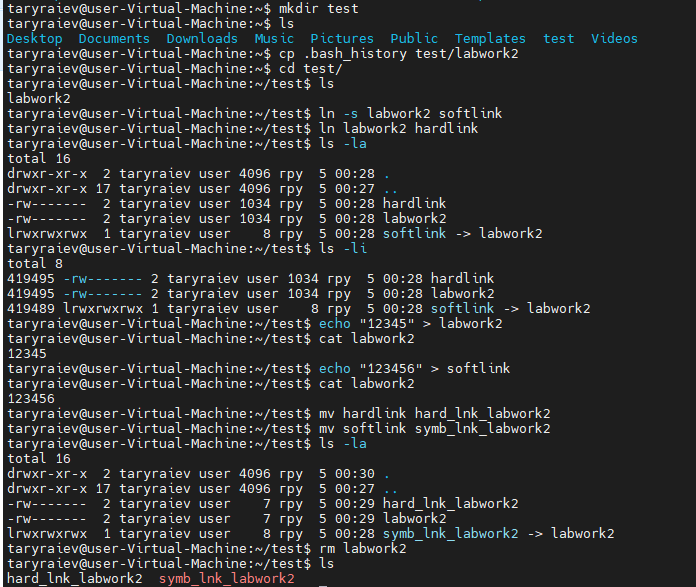 taryraiev@user-Virtual-Machine:~$ mkdir test
taryraiev@user-Virtual-Machine:~$ ls
Desktop  Documents  Downloads  Music  Pictures  Public  Templates  test  Videos
taryraiev@user-Virtual-Machine:~$ cp .bash_history test/labwork2
taryraiev@user-Virtual-Machine:~$ cd test/
taryraiev@user-Virtual-Machine:~/test$ ls
labwork2
taryraiev@user-Virtual-Machine:~/test$ ln -s labwork2 softlink
taryraiev@user-Virtual-Machine:~/test$ ln labwork2 hardlink
taryraiev@user-Virtual-Machine:~/test$ ls -la
total 16
drwxr-xr-x  2 taryraiev user 4096 гру  5 00:28 .
drwxr-xr-x 17 taryraiev user 4096 гру  5 00:27 ..
-rw-------  2 taryraiev user 1034 гру  5 00:28 hardlink
-rw-------  2 taryraiev user 1034 гру  5 00:28 labwork2
lrwxrwxrwx  1 taryraiev user    8 гру  5 00:28 softlink -> labwork2
taryraiev@user-Virtual-Machine:~/test$ ls -li
total 8
419495 -rw------- 2 taryraiev user 1034 гру  5 00:28 hardlink
419495 -rw------- 2 taryraiev user 1034 гру  5 00:28 labwork2
419489 lrwxrwxrwx 1 taryraiev user    8 гру  5 00:28 softlink -> labwork2
taryraiev@user-Virtual-Machine:~/test$ echo "12345" > labwork2
taryraiev@user-Virtual-Machine:~/test$ cat labwork2
12345
taryraiev@user-Virtual-Machine:~/test$ echo "123456" > softlink
taryraiev@user-Virtual-Machine:~/test$ cat labwork2
123456
taryraiev@user-Virtual-Machine:~/test$ mv hardlink hard_lnk_labwork2
taryraiev@user-Virtual-Machine:~/test$ mv softlink symb_lnk_labwork2
taryraiev@user-Virtual-Machine:~/test$ ls -la
total 16
drwxr-xr-x  2 taryraiev user 4096 гру  5 00:30 .
drwxr-xr-x 17 taryraiev user 4096 гру  5 00:27 ..
-rw-------  2 taryraiev user    7 гру  5 00:29 hard_lnk_labwork2
-rw-------  2 taryraiev user    7 гру  5 00:29 labwork2
lrwxrwxrwx  1 taryraiev user    8 гру  5 00:28 symb_lnk_labwork2 -> labwork2
taryraiev@user-Virtual-Machine:~/test$ rm labwork2
taryraiev@user-Virtual-Machine:~/test$ ls
hard_lnk_labwork2  symb_lnk_labwork2